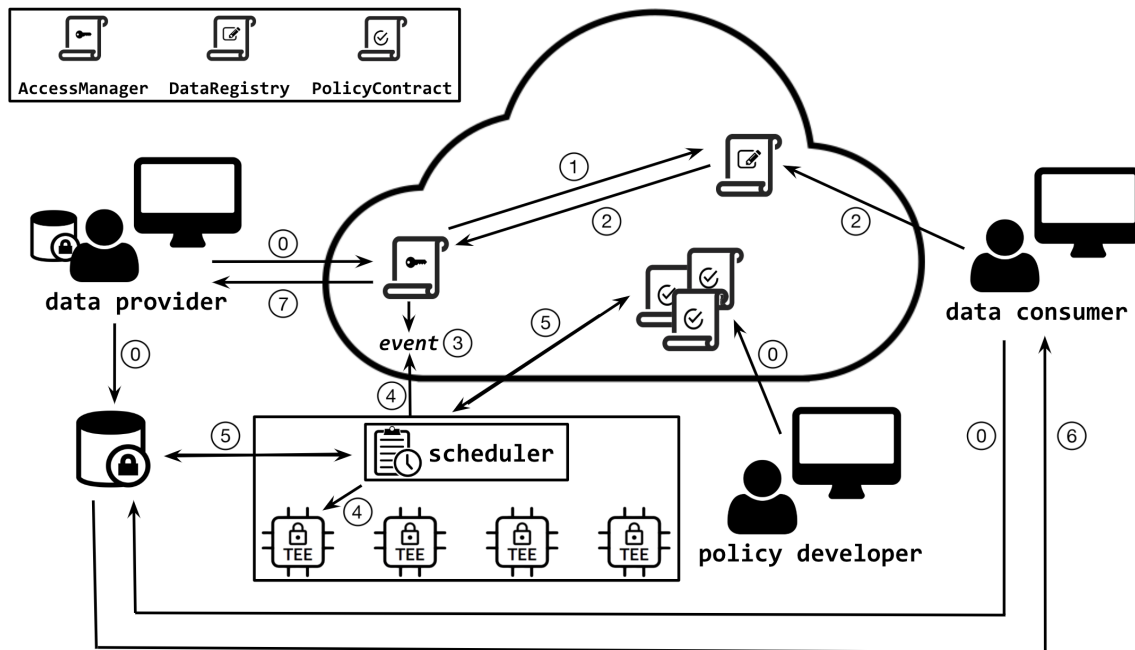 AccessManager DataRegistry PolicyContract
1
2
2
0
data provider
7
data consumer
event 3
5
0
0
4
0
6
5
scheduler
4
TEE TEE TEE TEE
policy developer